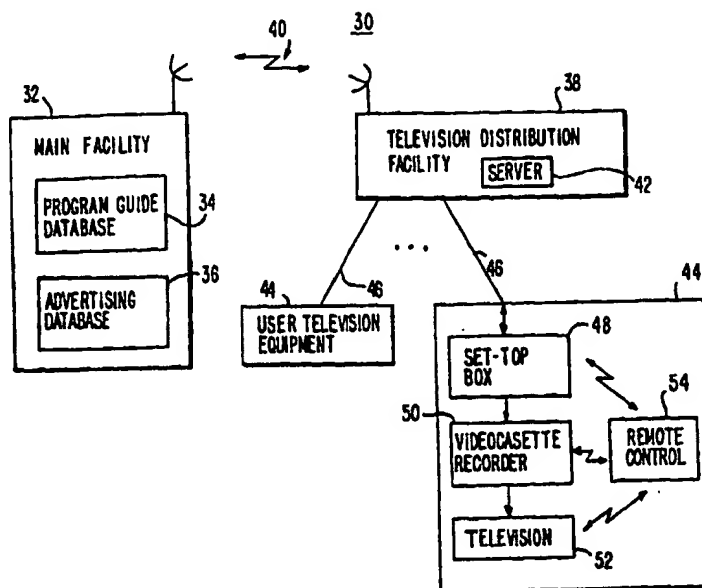 40
30
32
MAIN FACILITY
PROGRAM GUIDE
DATABASE
34
ADVERTISING
DATABASE
36
38
TELEVISION DISTRIBUTION
FACILITY
SERVER
42
...
46
46
44
USER TELEVISION
EQUIPMENT
44
SET-TOP
BOX
48
50
VIDEOCASETTE
RECORDER
54
REMOTE
CONTROL
TELEVISION
52